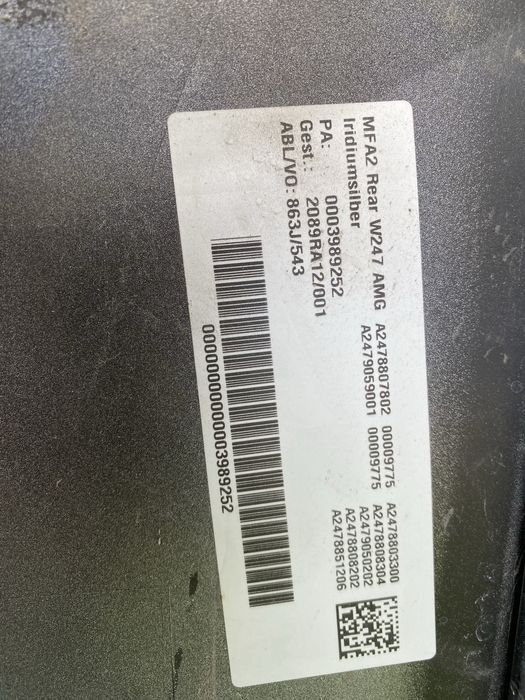 MFA2 Rear W247 AMG A2478807802 00009775 A2478803300
Iridiumsilber A2479059001 00009775 A2478808304
A2479050202
PA: 0003989252 A2478808202
Gest.: 2089RA12/001 A2478851206
ABL/VO: 863J/543
000000000000003989252